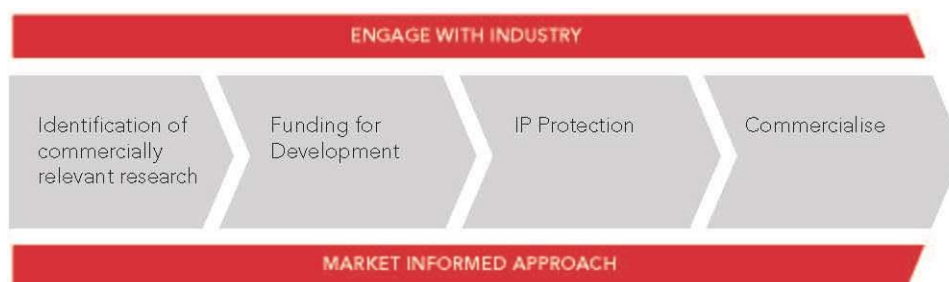 ENGAGE WITH INDUSTRY
Identification of
commercially
relevant research
Funding for
Development
IP Protection
Commercialise
MARKET INFORMED APPROACH